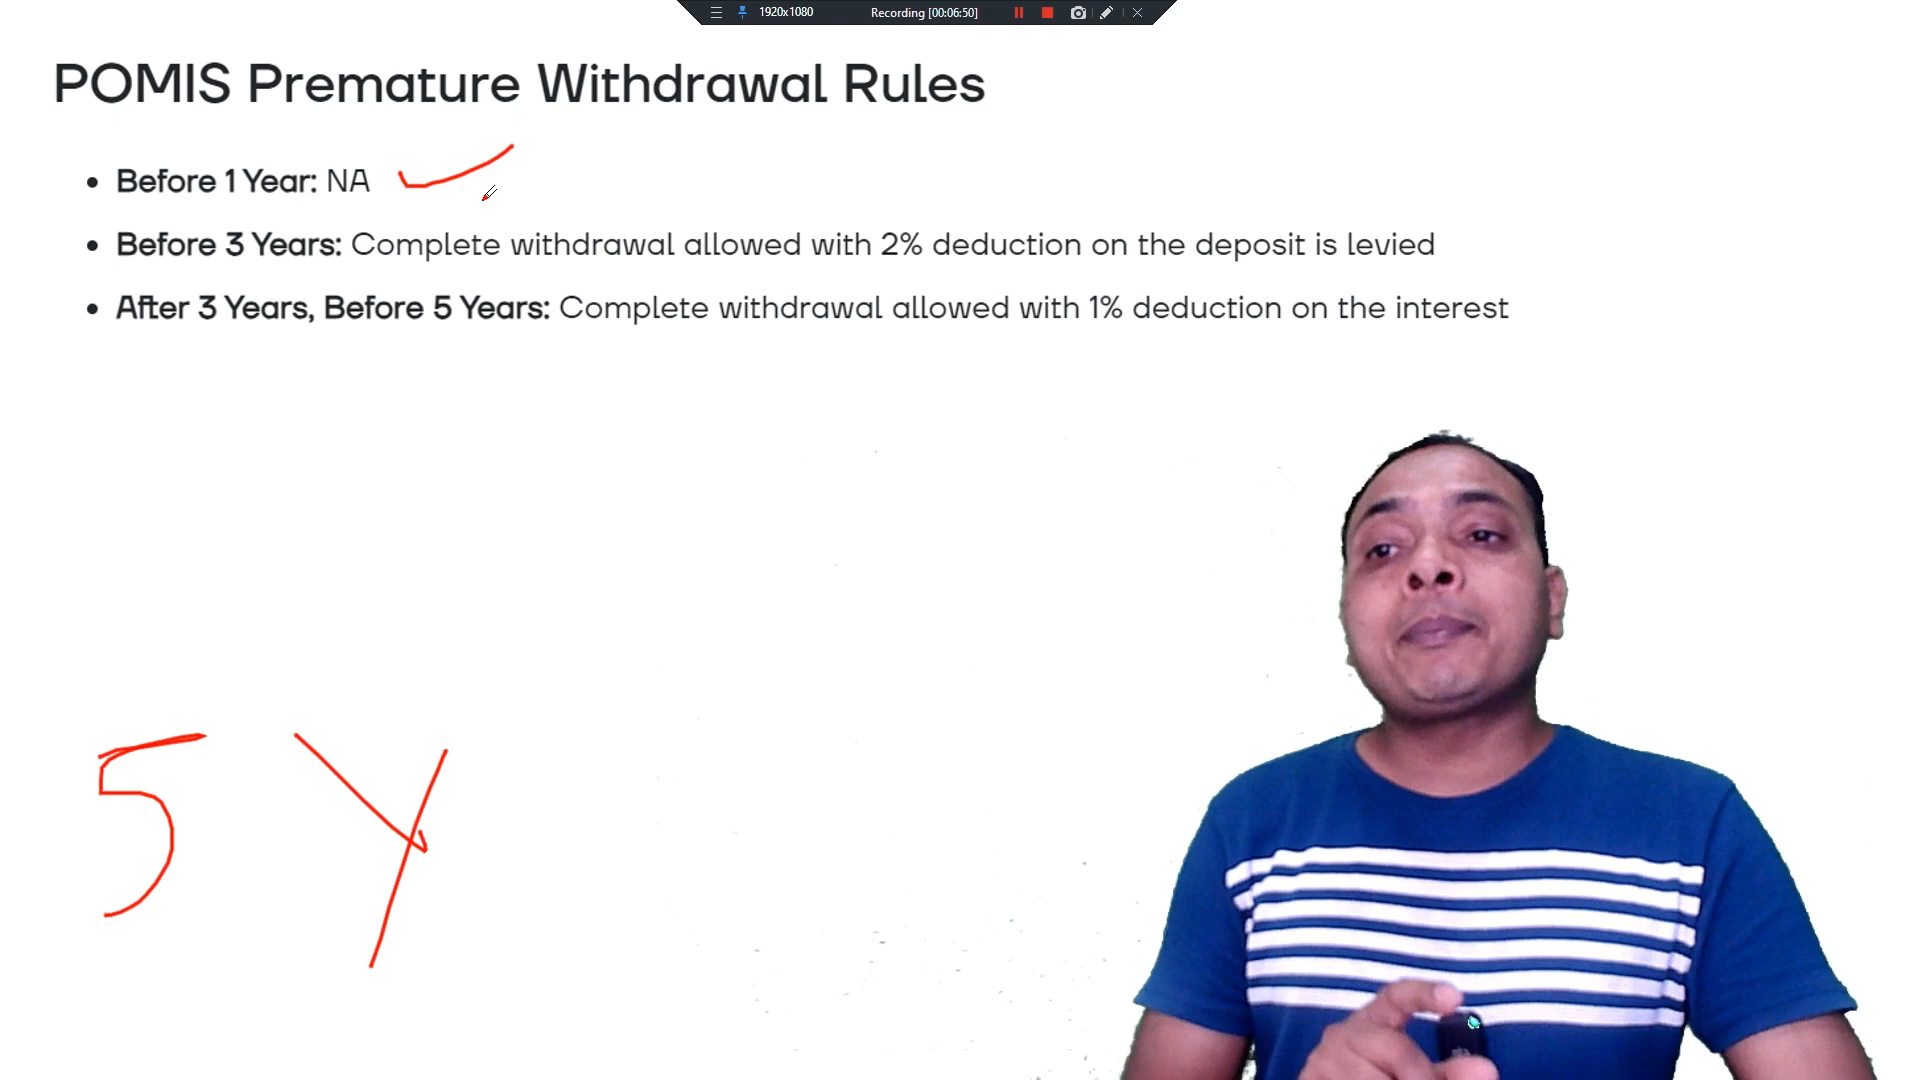 1920x1080 Recording [00:06:50]
POMIS Premature Withdrawal Rules
• Before 1 Year: NA
• Before 3 Years: Complete withdrawal allowed with 2% deduction on the deposit is levied
• After 3 Years, Before 5 Years: Complete withdrawal allowed with 1% deduction on the interest
5 Y